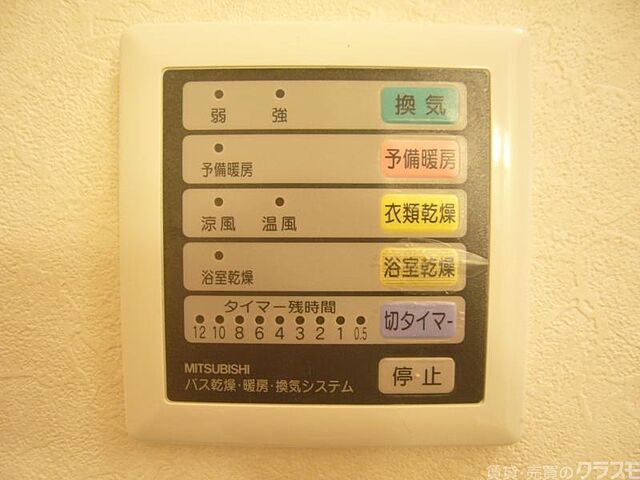 弱 強 換気
予備暖房 予備暖房
涼風 温風 衣類乾燥
浴室乾燥 浴室乾燥
タイマー残時間
12 10 8 6 4 3 2 1 0.5 切タイマー
MITSUBISHI
バス乾燥・暖房・換気システム 停止
賃貸・売買のクラスモ